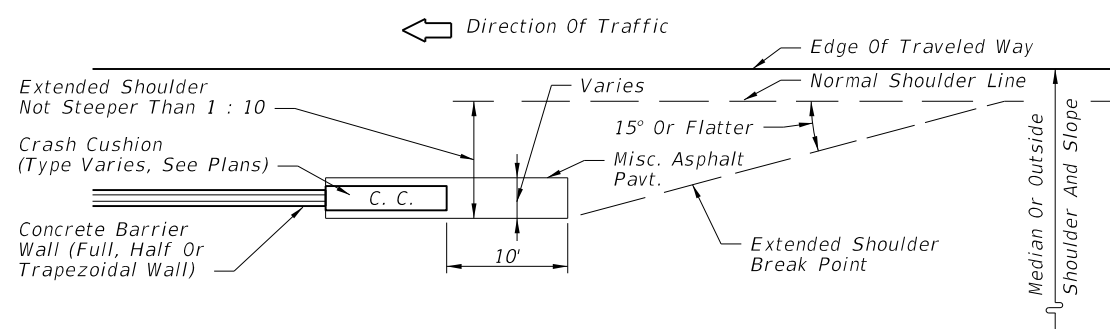 Direction Of Traffic
Edge Of Traveled Way
Extended Shoulder
Not Steeper Than 1 : 10
Varies
Normal Shoulder Line
15° Or Flatter
Crash Cushion
(Type Varies, See Plans)
Misc. Asphalt
Pavt.
C. C.
Concrete Barrier
Wall (Full, Half Or
Trapezoidal Wall)
10'
Extended Shoulder
Break Point
Median Or Outside
Shoulder And Slope